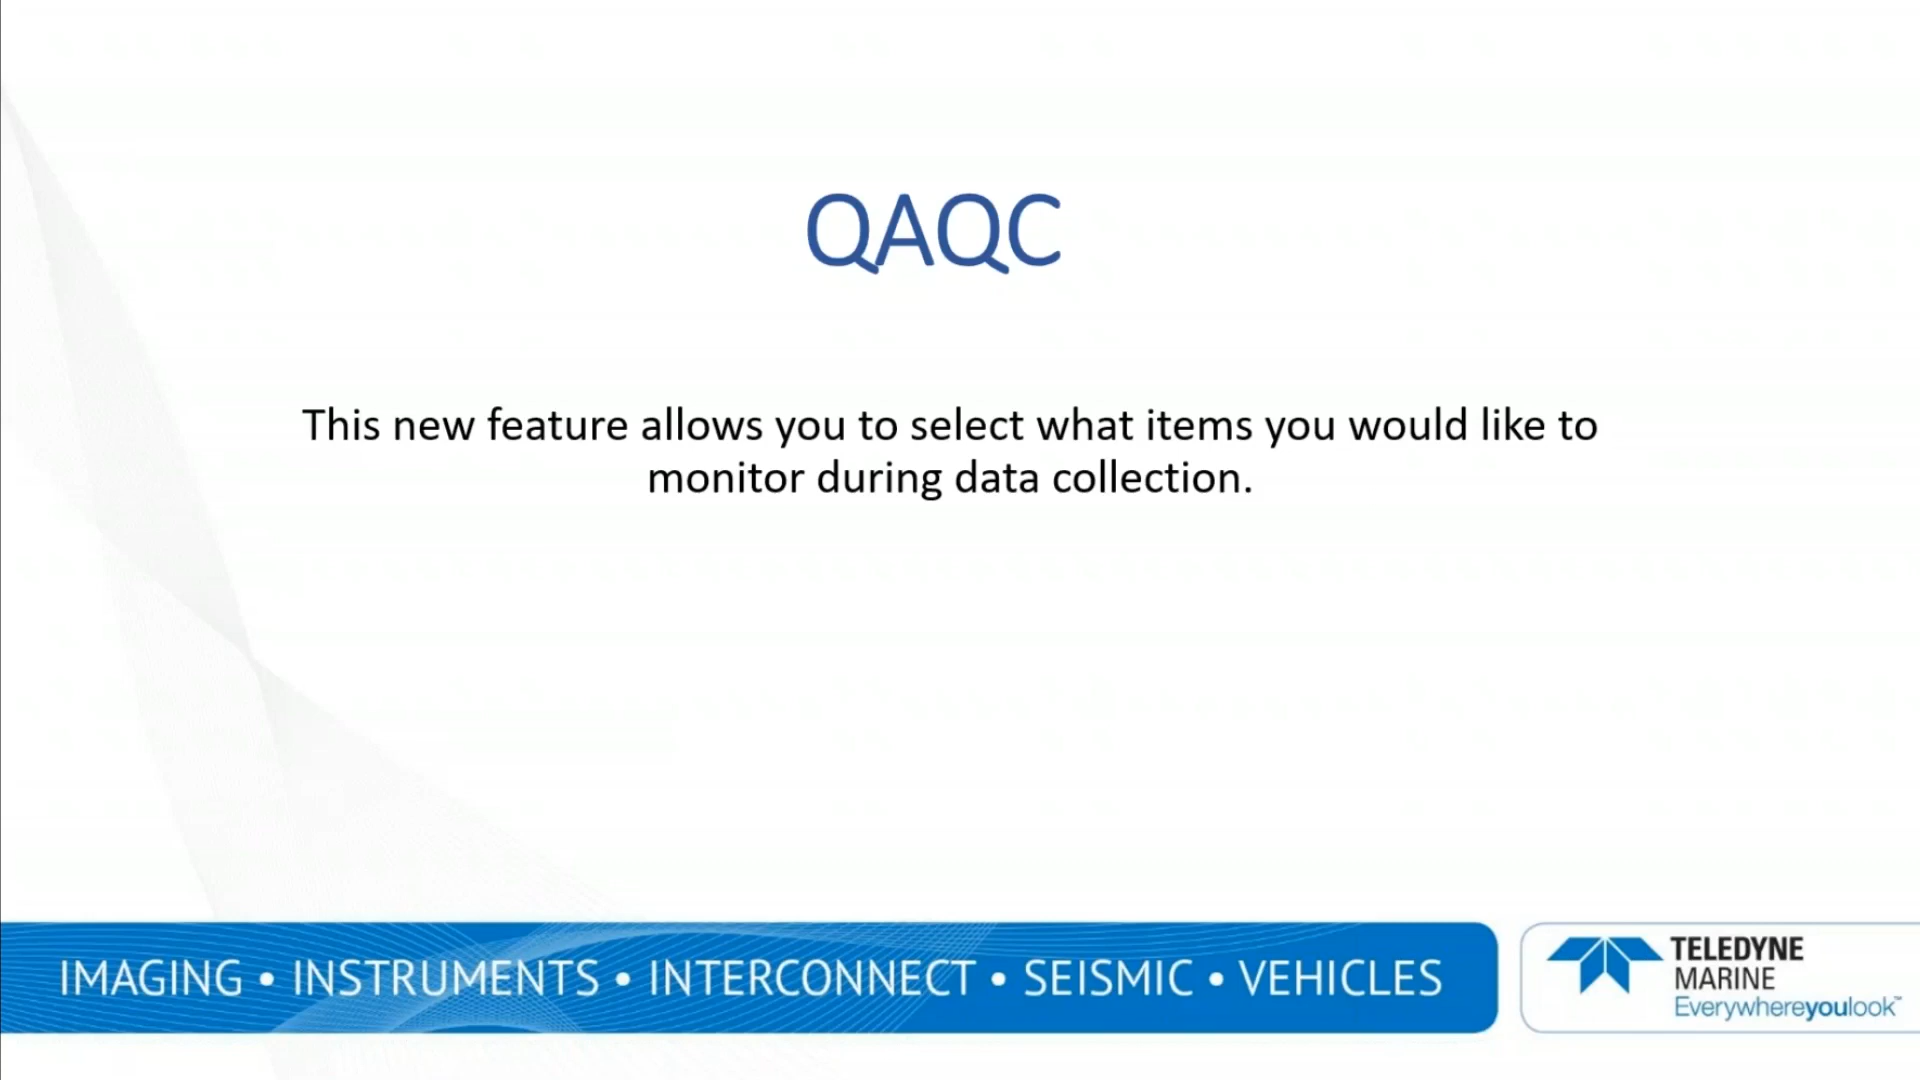 QAQC
This new feature allows you to select what items you would like to
monitor during data collection.
IMAGING • INSTRUMENTS • INTERCONNECT • SEISMIC • VEHICLES
TELEDYNE
MARINE
Everywhereyoulook™